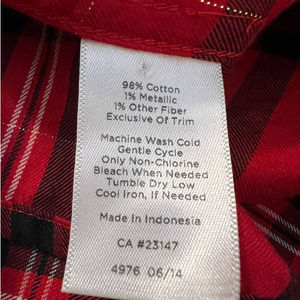 98% Cotton
1% Metallic
1% Other Fiber
Exclusive Of Trim
Machine Wash Cold
Gentle Cycle
Only Non-Chlorine
Bleach When Needed
Tumble Dry Low
Cool Iron, If Needed
Made In Indonesia
CA #23147
4976 06/14